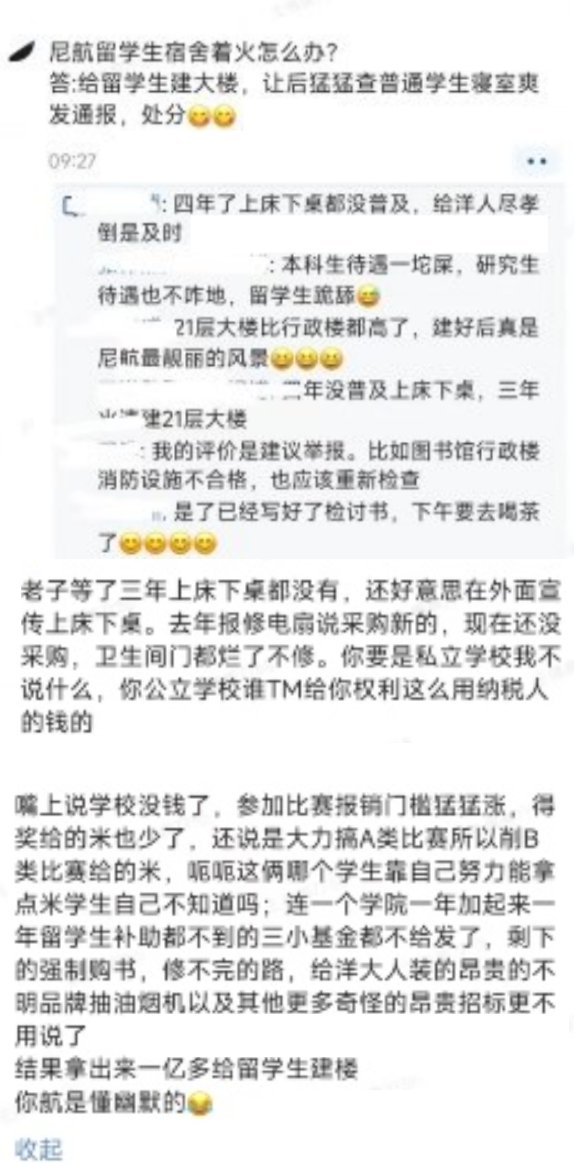 尼航留学生宿舍着火怎么办？
答:给留学生建大楼，让后猛猛查普通学生寝室爽
发通报，处分😋😋
09:27
: 四年了上床下桌都没普及，给洋人尽孝
倒是及时
: 本科生待遇一坨屎，研究生
待遇也不咋地，留学生跪舔😅
21层大楼比行政楼都高了，建好后真是
尼航最靓丽的风景😀😀😀
年没普及上床下桌，三年
建21层大楼
: 我的评价是建议举报。比如图书馆行政楼
消防设施不合格，也应该重新检查
是了已经写好了检讨书，下午要去喝茶
了😊😊😊😊
老子等了三年上床下桌都没有，还好意思在外面宣
传上床下桌。去年报修电扇说采购新的，现在还没
采购，卫生间门都烂了不修。你要是私立学校我不
说什么，你公立学校谁TM给你权利这么用纳税人
的钱的
嘴上说学校没钱了，参加比赛报销门槛猛猛涨，得
奖给的米也少了，还说是大力搞A类比赛所以削B
类比赛给的米，呃呃这俩哪个学生靠自己努力能拿
点米学生自己不知道吗；连一个学院一年加起来一
年留学生补助都不到的三小基金都不给发了，剩下
的强制购书，修不完的路，给洋大人装的昂贵的不
明品牌抽油烟机以及其他更多奇怪的昂贵招标更不
用说了
结果拿出来一亿多给留学生建楼
你航是懂幽默的😂
收起